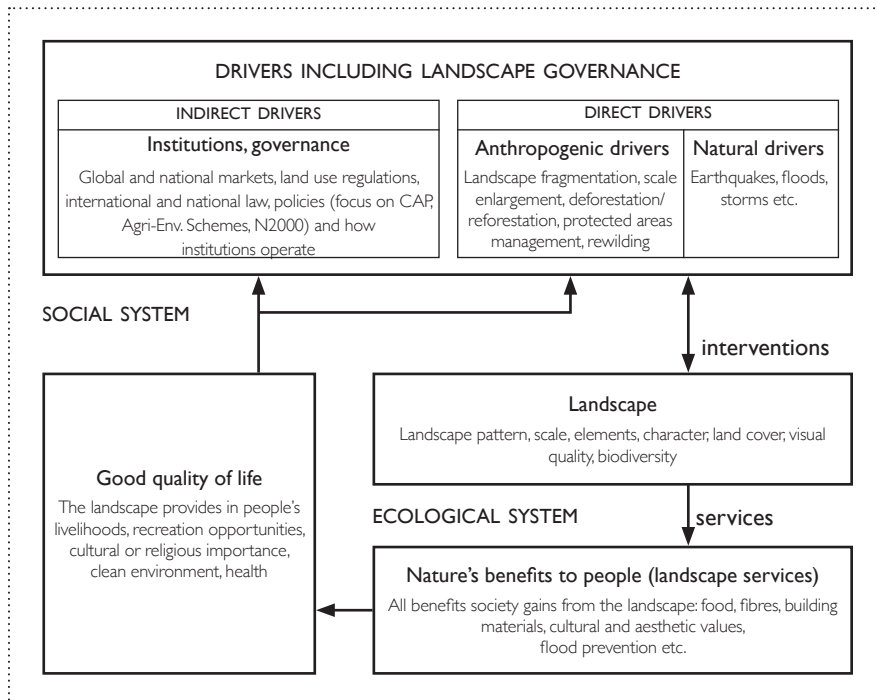 DRIVERS INCLUDING LANDSCAPE GOVERNANCE
INDIRECT DRIVERS
Institutions, governance
Global and national markets, land use regulations,
international and national law, policies (focus on CAP,
Agri-Env. Schemes, N2000) and how
institutions operate
DIRECT DRIVERS
Anthropogenic drivers
Landscape fragmentation, scale
enlargement, deforestation/
reforestation, protected areas
management, rewilding
Natural drivers
Earthquakes, floods,
storms etc.
SOCIAL SYSTEM
interventions
Landscape
Landscape pattern, scale, elements, character, land cover, visual
quality, biodiversity
Good quality of life
The landscape provides in people's
livelihoods, recreation opportunities,
cultural or religious importance,
clean environment, health
ECOLOGICAL SYSTEM
services
Nature's benefits to people (landscape services)
All benefits society gains from the landscape: food, fibres, building
materials, cultural and aesthetic values,
flood prevention etc.